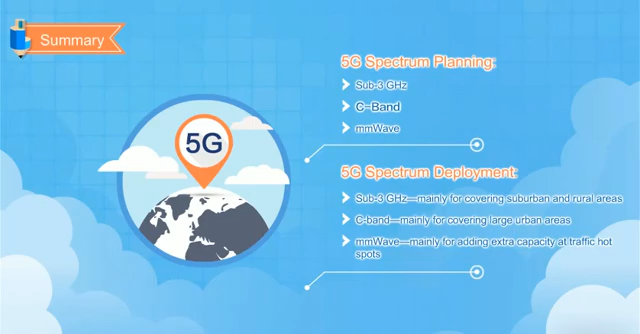 Summary
5G
5G Spectrum Planning:
Sub-3 GHz
C-Band
mmWave
5G Spectrum Deployment:
Sub-3 GHz—mainly for covering suburban and rural areas
C-band—mainly for covering large urban areas
mmWave—mainly for adding extra capacity at traffic hot
spots